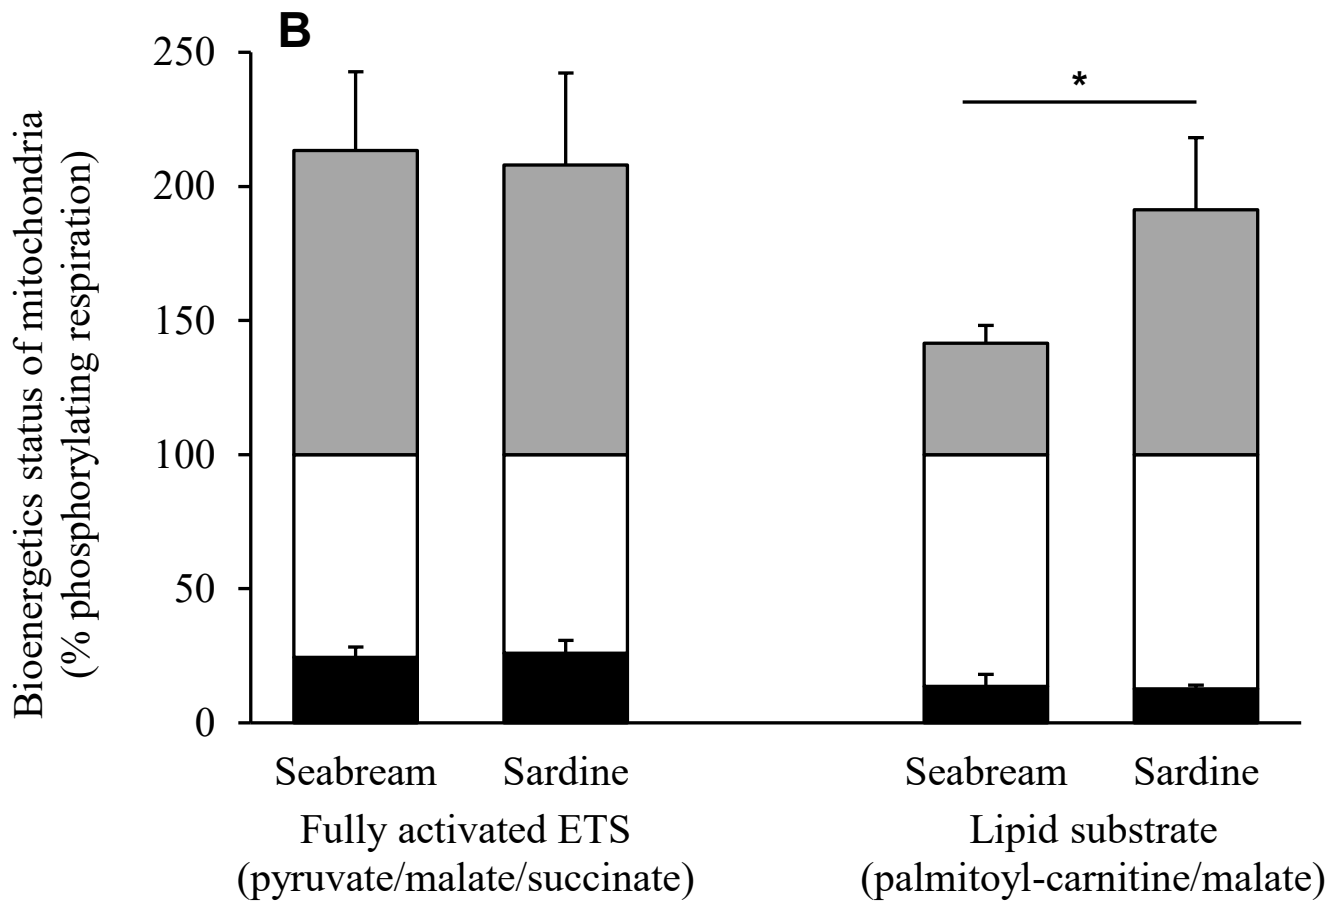 B
250
200
150
100
50
0
Bioenergetics status of mitochondria
(% phosphorylating respiration)
*
Seabream Sardine Seabream Sardine
Fully activated ETS Lipid substrate
(pyruvate/malate/succinate) (palmitoyl-carnitine/malate)